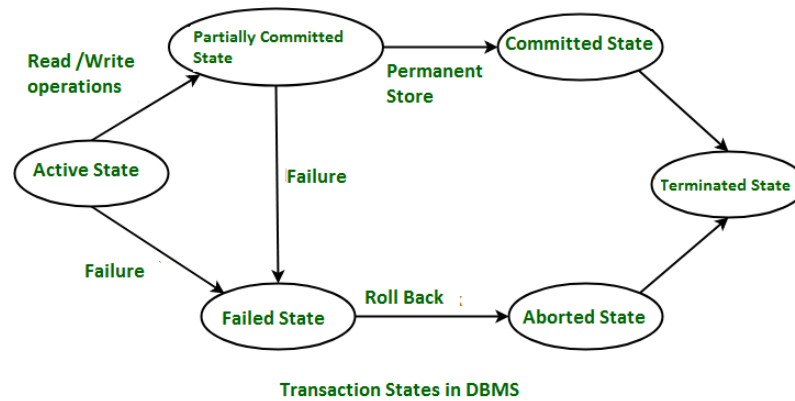 Partially Committed
State
Committed State
Read /Write
operations
Permanent
Store
Active State
Failure
Terminated State
Failure
Roll Back
Failed State
Aborted State
Transaction States in DBMS